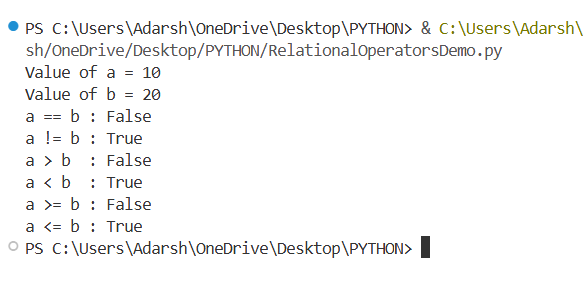 PS C:\Users\Adarsh\OneDrive\Desktop\PYTHON> & C:\Users\Adarsh\
sh/OneDrive/Desktop/PYTHON/RelationalOperatorsDemo.py
Value of a = 10
Value of b = 20
a == b : False
a != b : True
a > b  : False
a < b  : True
a >= b : False
a <= b : True
PS C:\Users\Adarsh\OneDrive\Desktop\PYTHON>